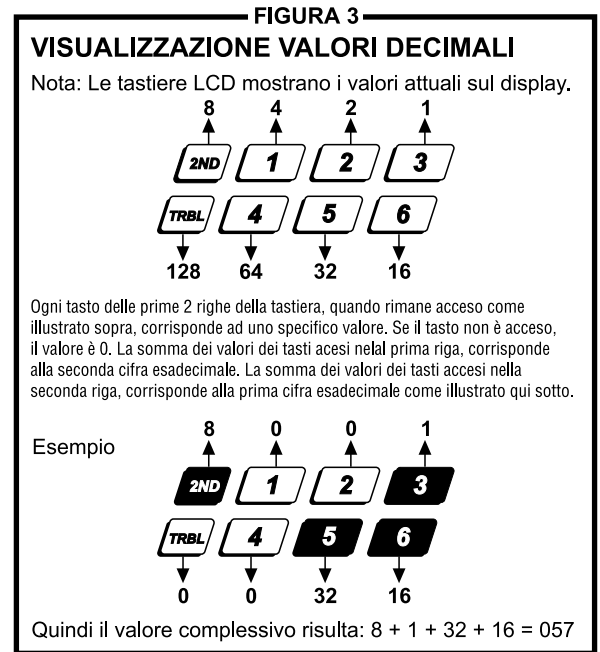 FIGURA 3
VISUALIZZAZIONE VALORI DECIMALI
Nota: Le tastiere LCD mostrano i valori attuali sul display.
8 4 2 1
2ND 1 2 3
TRBL 4 5 6
128 64 32 16
Ogni tasto delle prime 2 righe della tastiera, quando rimane acceso come
illustrato sopra, corrisponde ad uno specifico valore. Se il tasto non è acceso,
il valore è 0. La somma dei valori dei tasti acesi nelal prima riga, corrisponde
alla seconda cifra esadecimale. La somma dei valori dei tasti accesi nella
seconda riga, corrisponde alla prima cifra esadecimale come illustrato qui sotto.
Esempio
8 0 0 1
2ND 1 2 3
TRBL 4 5 6
0 0 32 16
Quindi il valore complessivo risulta: 8 + 1 + 32 + 16 = 057